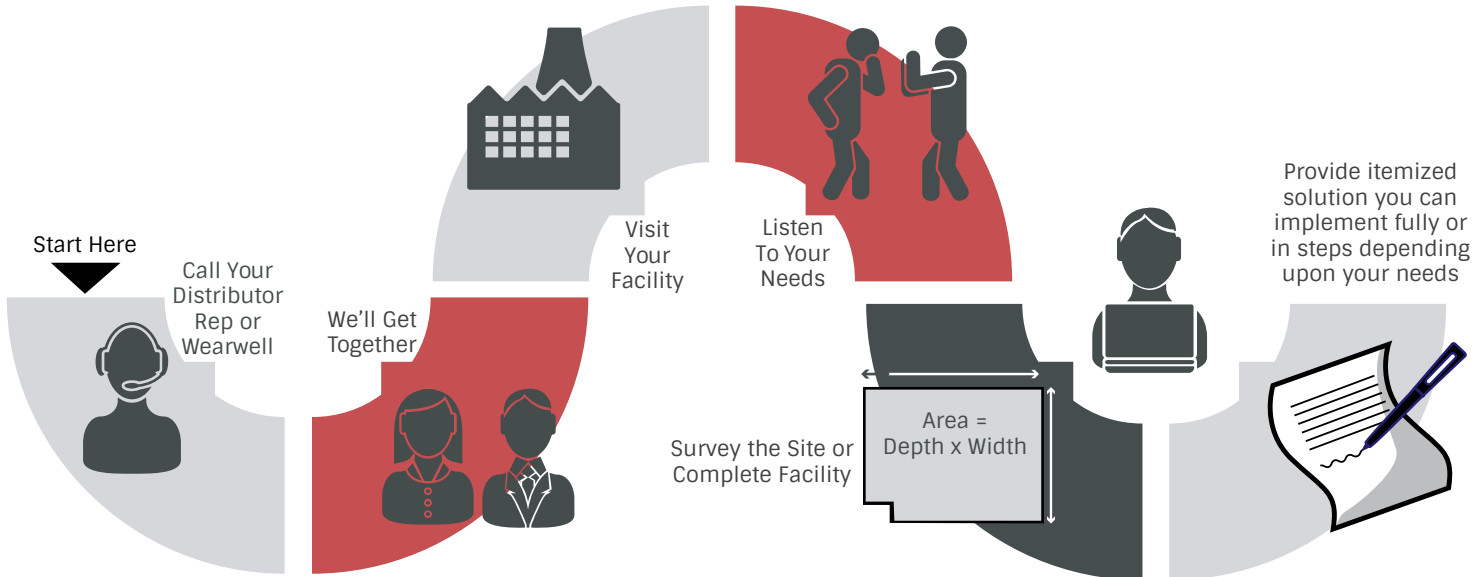 Start Here
Call Your
Distributor
Rep or
Wearwell
We'll Get
Together
Visit
Your
Facility
Listen
To Your
Needs
Survey the Site or
Complete Facility
Area =
Depth x Width
Provide itemized
solution you can
implement fully or
in steps depending
upon your needs